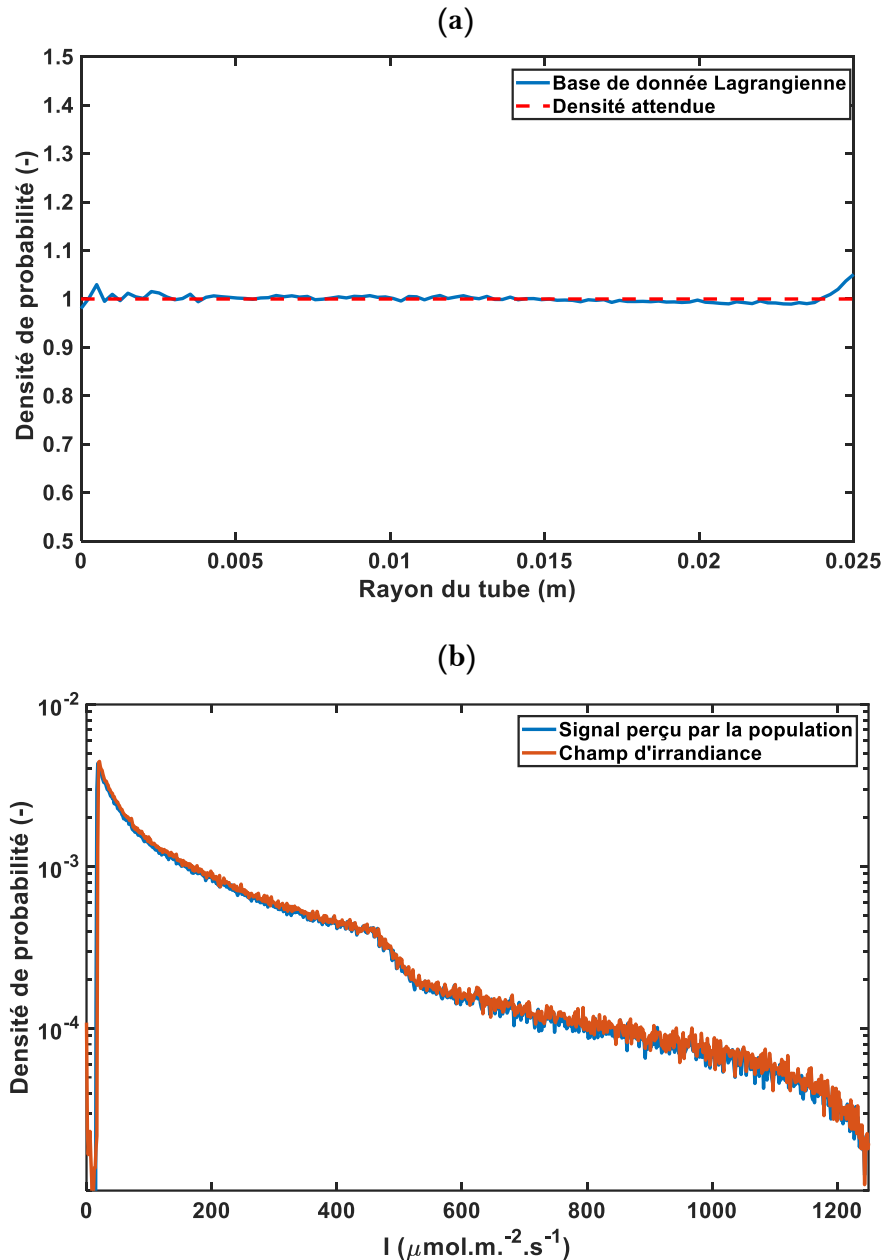 (a)
1.5
1.4
1.3
1.2
1.1
1
0.9
0.8
0.7
0.6
0.5
Densité de probabilité (-)
Base de donnée Lagrangienne
Densité attendue
0 0.005 0.01 0.015 0.02 0.025
Rayon du tube (m)
(b)
10^-2
10^-3
10^-4
Densité de probabilité (-)
Signal perçu par la population
Champ d'irrandiance
0 200 400 600 800 1000 1200
I (μmol.m.^-2.s^-1)